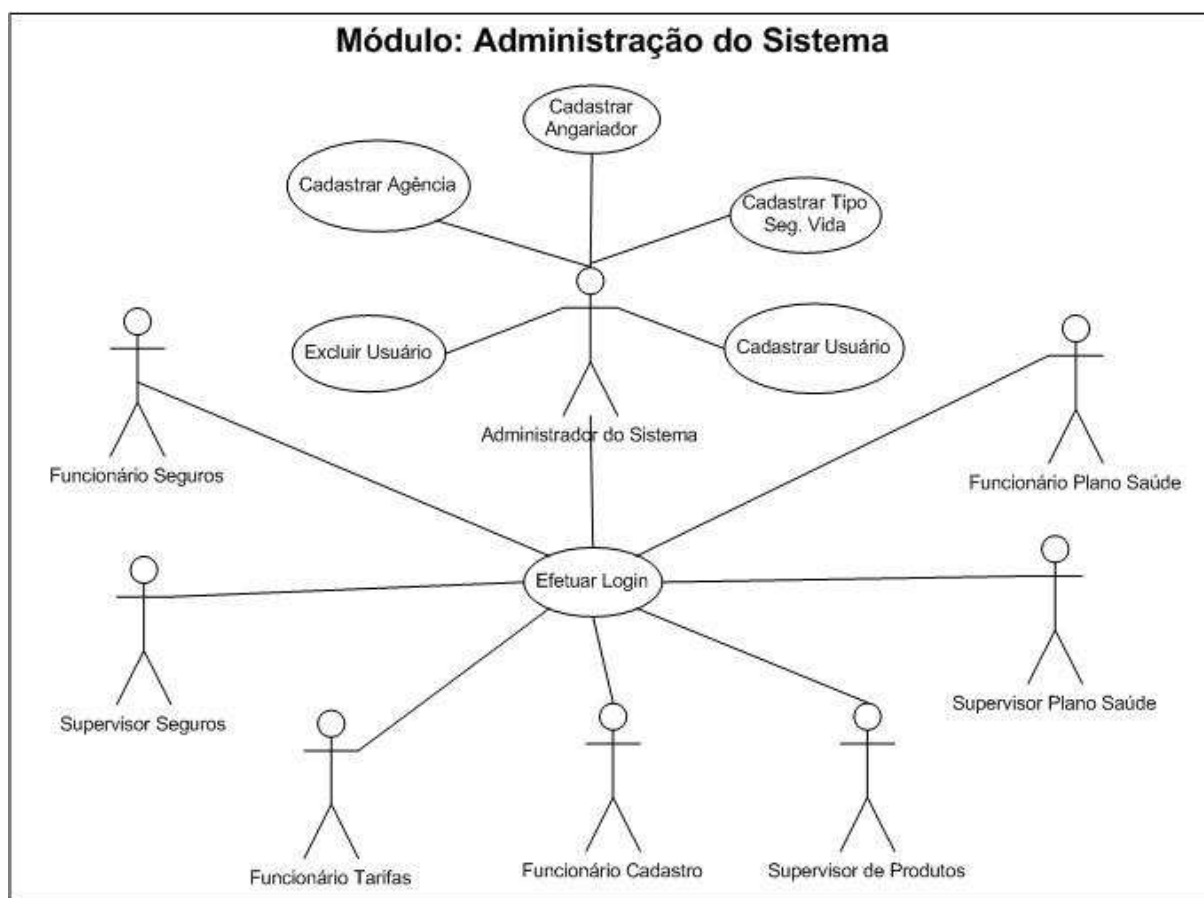 Módulo: Administração do Sistema
Cadastrar
Angariador
Cadastrar Agência
Cadastrar Tipo
Seg. Vida
Excluir Usuário
Cadastrar Usuário
Administrador do Sistema
Funcionário Seguros
Funcionário Plano Saúde
Efetuar Login
Supervisor Seguros
Supervisor Plano Saúde
Funcionário Tarifas
Funcionário Cadastro
Supervisor de Produtos